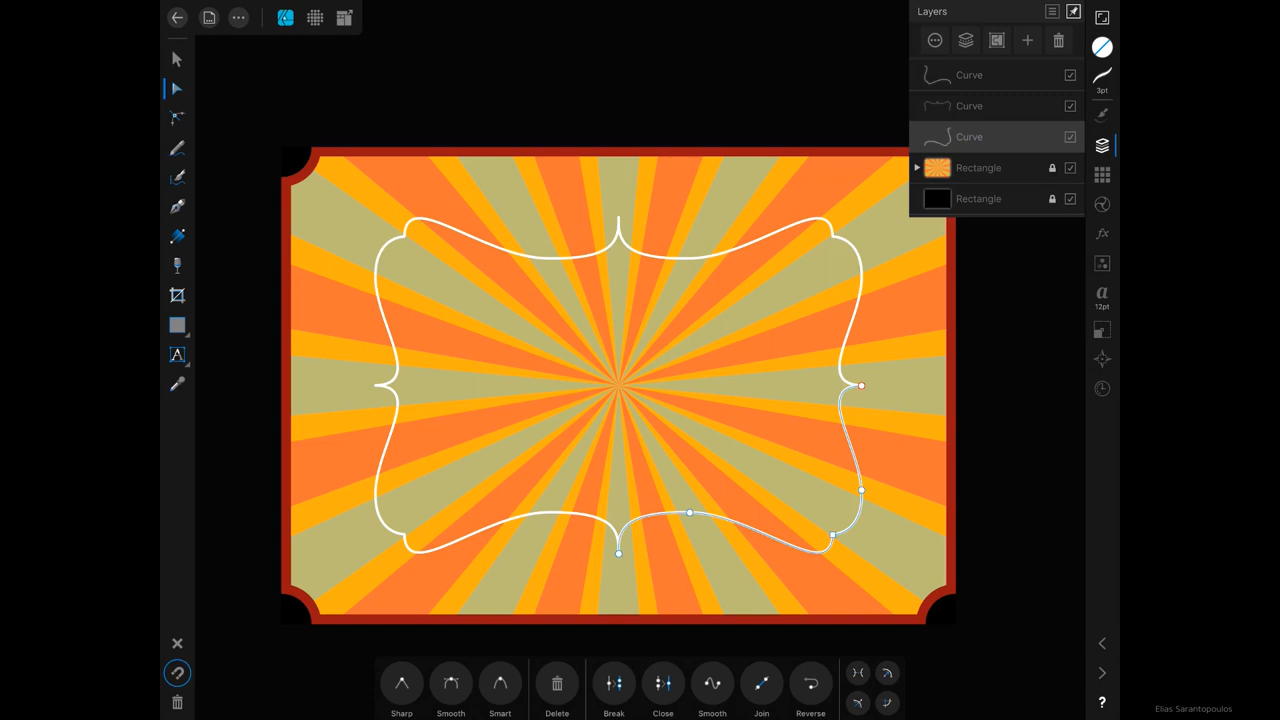 Layers
Curve
3pt
Curve
Curve
Rectangle
Rectangle
fx
a
12pt
A
?
Sharp
Smooth
Smart
Delete
Break
Close
Smooth
Join
Reverse
Elias Sarantopoulos